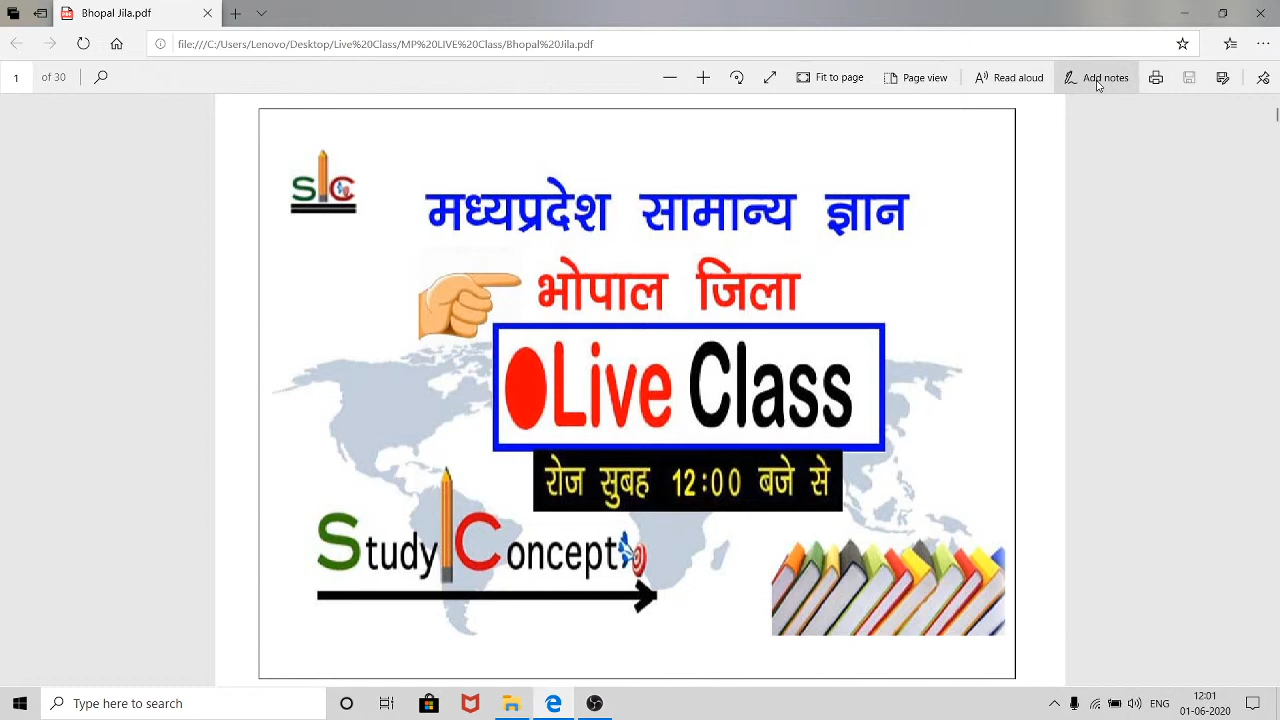 Bhopal Jila.pdf
file:///C:/Users/Lenovo/Desktop/Live%20Class/MP%20LIVE%20Class/Bhopal%20Jila.pdf
1 of 30 Fit to page Page view Read aloud Add notes
SC
मध्यप्रदेश सामान्य ज्ञान
भोपाल जिला
Live Class
रोज सुबह 12:00 बजे से
Study Concept
Type here to search
ENG
12:01
01-06-2020